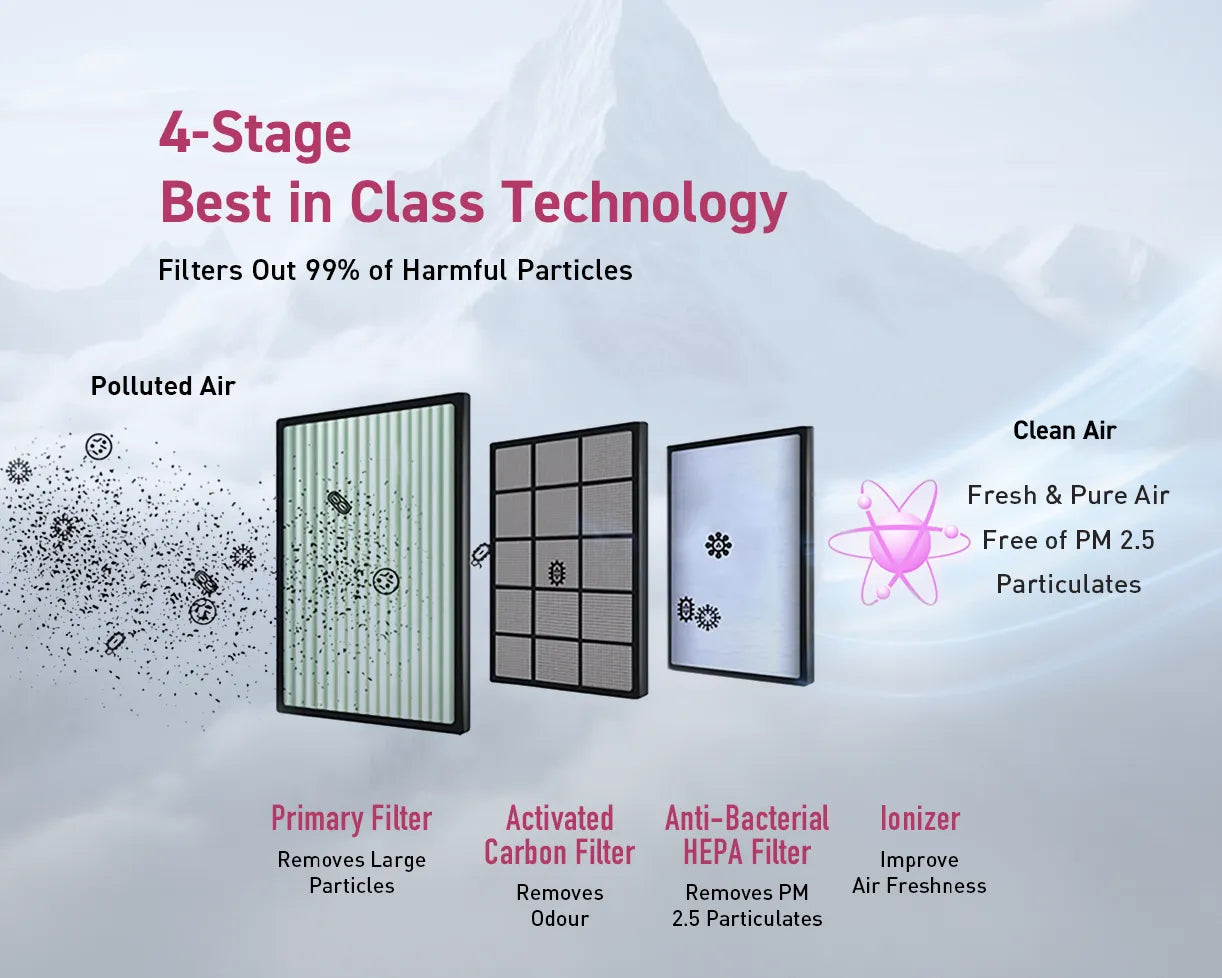 4-Stage
Best in Class Technology
Filters Out 99% of Harmful Particles
Polluted Air
Clean Air
Fresh & Pure Air
Free of PM 2.5
Particulates
Primary Filter
Removes Large
Particles
Activated
Carbon Filter
Removes
Odour
Anti-Bacterial
HEPA Filter
Removes PM
2.5 Particulates
Ionizer
Improve
Air Freshness